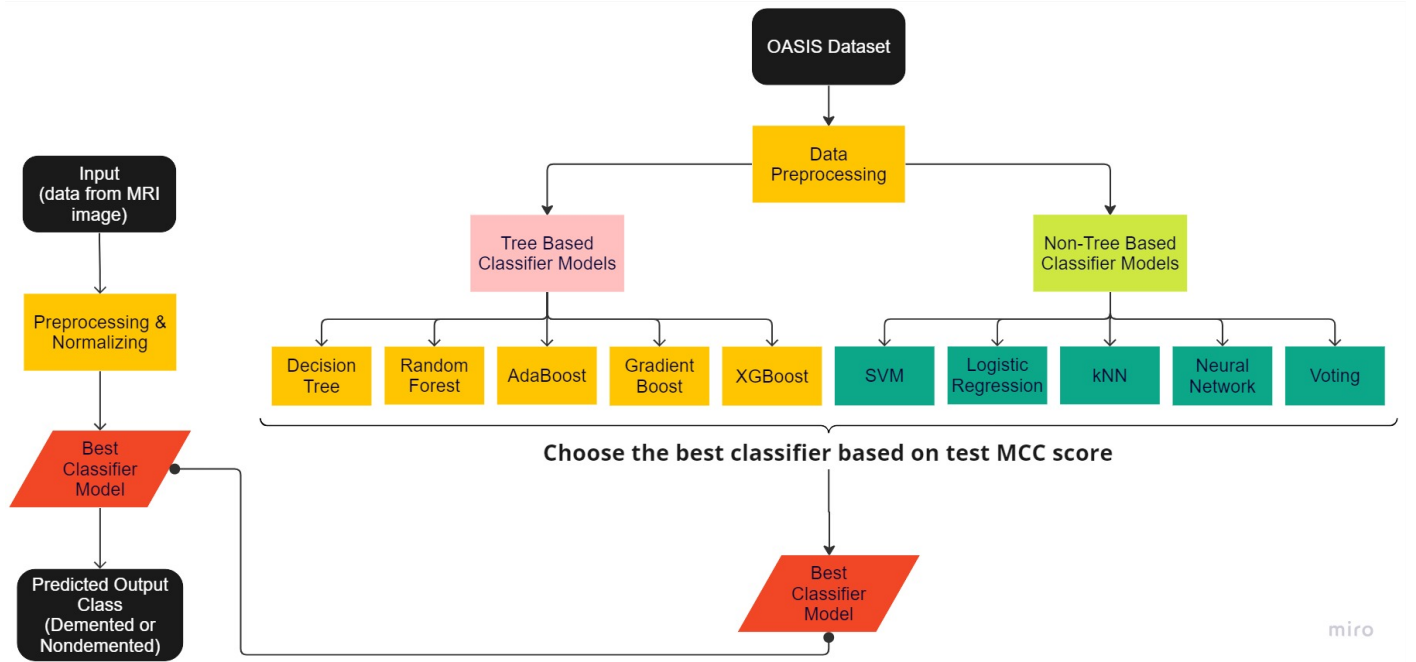 OASIS Dataset
Data
Preprocessing
Input
(data from MRI
image)
Tree Based
Classifier Models
Non-Tree Based
Classifier Models
Preprocessing &
Normalizing
Decision
Tree
Random
Forest
AdaBoost
Gradient
Boost
XGBoost
SVM
Logistic
Regression
kNN
Neural
Network
Voting
Choose the best classifier based on test MCC score
Best
Classifier
Model
Predicted Output
Class
(Demented or
Nondemented)
Best
Classifier
Model
miro